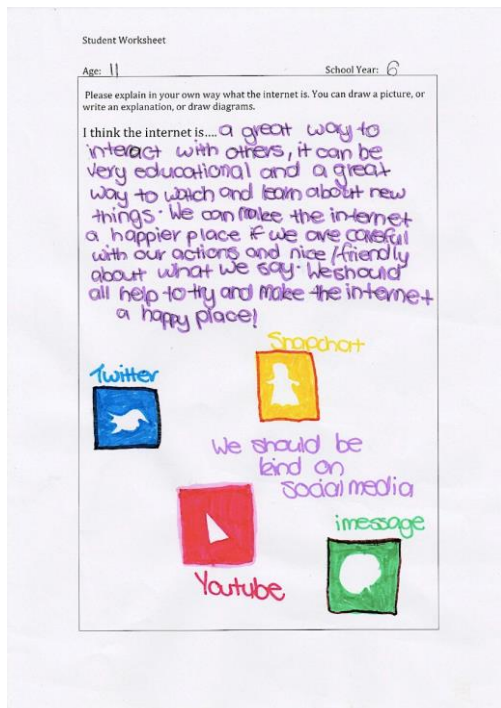 Student Worksheet
Age: 11 School Year: 6
Please explain in your own way what the internet is. You can draw a picture, or
write an explanation, or draw diagrams.
I think the internet is.... a great way to
interact with others, it can be
very educational and a great
way to watch and learn about new
things. We can make the internet
a happier place if we are careful
with our actions and nice/friendly
about what we say. We should
all help to try and make the internet
a happy place!
Snapchat
Twitter
We should be
kind on
social media
imessage
Youtube